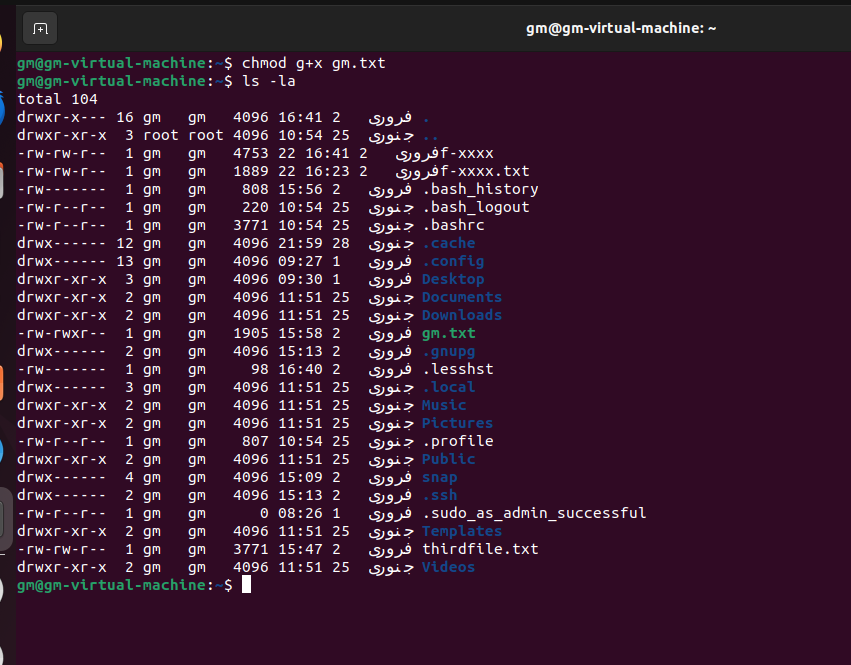 gm@gm-virtual-machine: ~
gm@gm-virtual-machine:~$ chmod g+x gm.txt
gm@gm-virtual-machine:~$ ls -la
total 104
drwxr-x--- 16 gm   gm   4096 16:41 2   فروری .
drwxr-xr-x  3 root root 4096 10:54 25  جنوری ..
-rw-rw-r--  1 gm   gm   4753 22 16:41 2   فروریf-xxxx
-rw-rw-r--  1 gm   gm   1889 22 16:23 2   فروریf-xxxx.txt
-rw-------  1 gm   gm    808 15:56 2   فروری .bash_history
-rw-r--r--  1 gm   gm    220 10:54 25  جنوری .bash_logout
-rw-r--r--  1 gm   gm   3771 10:54 25  جنوری .bashrc
drwx------ 12 gm   gm   4096 21:59 28  جنوری .cache
drwx------ 13 gm   gm   4096 09:27 1   فروری .config
drwxr-xr-x  3 gm   gm   4096 09:30 1   فروری Desktop
drwxr-xr-x  2 gm   gm   4096 11:51 25  جنوری Documents
drwxr-xr-x  2 gm   gm   4096 11:51 25  جنوری Downloads
-rw-rwxr--  1 gm   gm   1905 15:58 2   فروری gm.txt
drwx------  2 gm   gm   4096 15:13 2   فروری .gnupg
-rw-------  1 gm   gm     98 16:40 2   فروری .lesshst
drwx------  3 gm   gm   4096 11:51 25  جنوری .local
drwxr-xr-x  2 gm   gm   4096 11:51 25  جنوری Music
drwxr-xr-x  2 gm   gm   4096 11:51 25  جنوری Pictures
-rw-r--r--  1 gm   gm    807 10:54 25  جنوری .profile
drwxr-xr-x  2 gm   gm   4096 11:51 25  جنوری Public
drwx------  4 gm   gm   4096 15:09 2   فروری snap
drwx------  2 gm   gm   4096 15:13 2   فروری .ssh
-rw-r--r--  1 gm   gm      0 08:26 1   فروری .sudo_as_admin_successful
drwxr-xr-x  2 gm   gm   4096 11:51 25  جنوری Templates
-rw-rw-r--  1 gm   gm   3771 15:47 2   فروری thirdfile.txt
drwxr-xr-x  2 gm   gm   4096 11:51 25  جنوری Videos
gm@gm-virtual-machine:~$